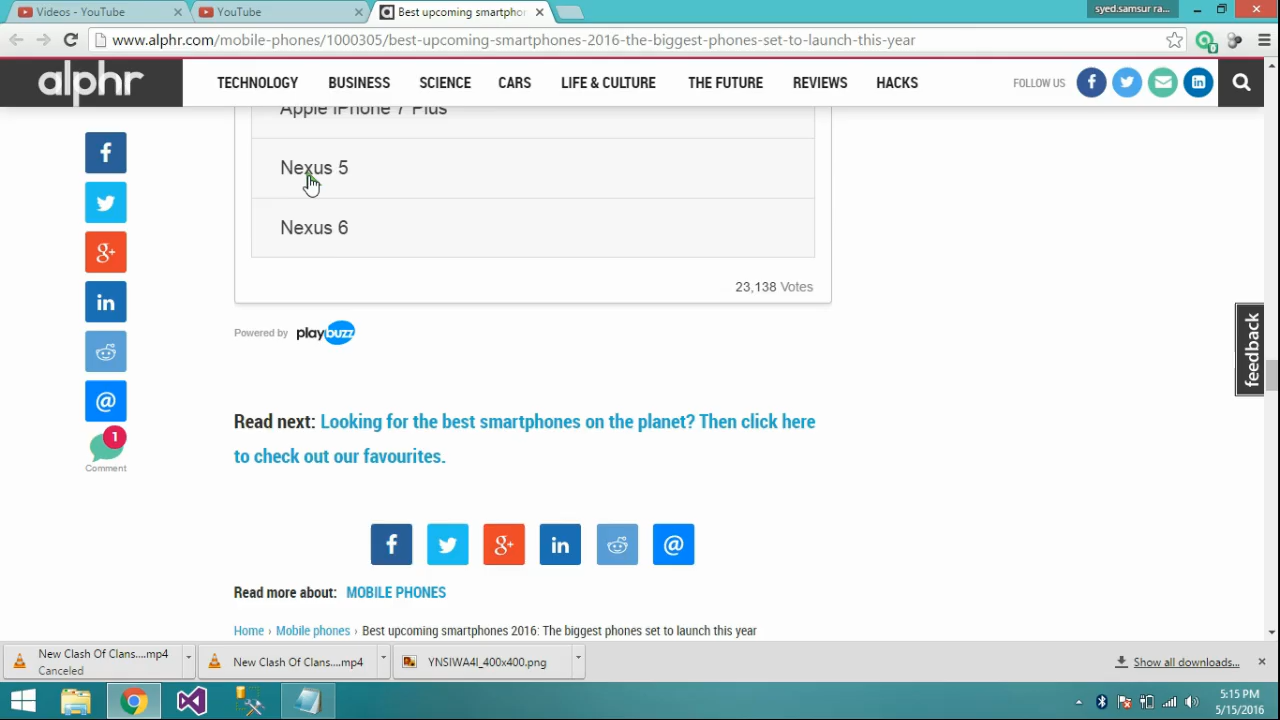 Videos - YouTube
YouTube
Best upcoming smartphor
syed.samsur ra...
www.alphr.com/mobile-phones/1000305/best-upcoming-smartphones-2016-the-biggest-phones-set-to-launch-this-year
alphr
TECHNOLOGY BUSINESS SCIENCE CARS LIFE & CULTURE THE FUTURE REVIEWS HACKS
FOLLOW US
Apple iPhone 7 Plus
Nexus 5
Nexus 6
23,138 Votes
Powered by playbuzz
feedback
1
Comment
Read next: Looking for the best smartphones on the planet? Then click here
to check out our favourites.
Read more about: MOBILE PHONES
Home › Mobile phones › Best upcoming smartphones 2016: The biggest phones set to launch this year
New Clash Of Clans....mp4
Canceled
New Clash Of Clans....mp4
YNSIWA4I_400x400.png
Show all downloads...
5:15 PM
5/15/2016